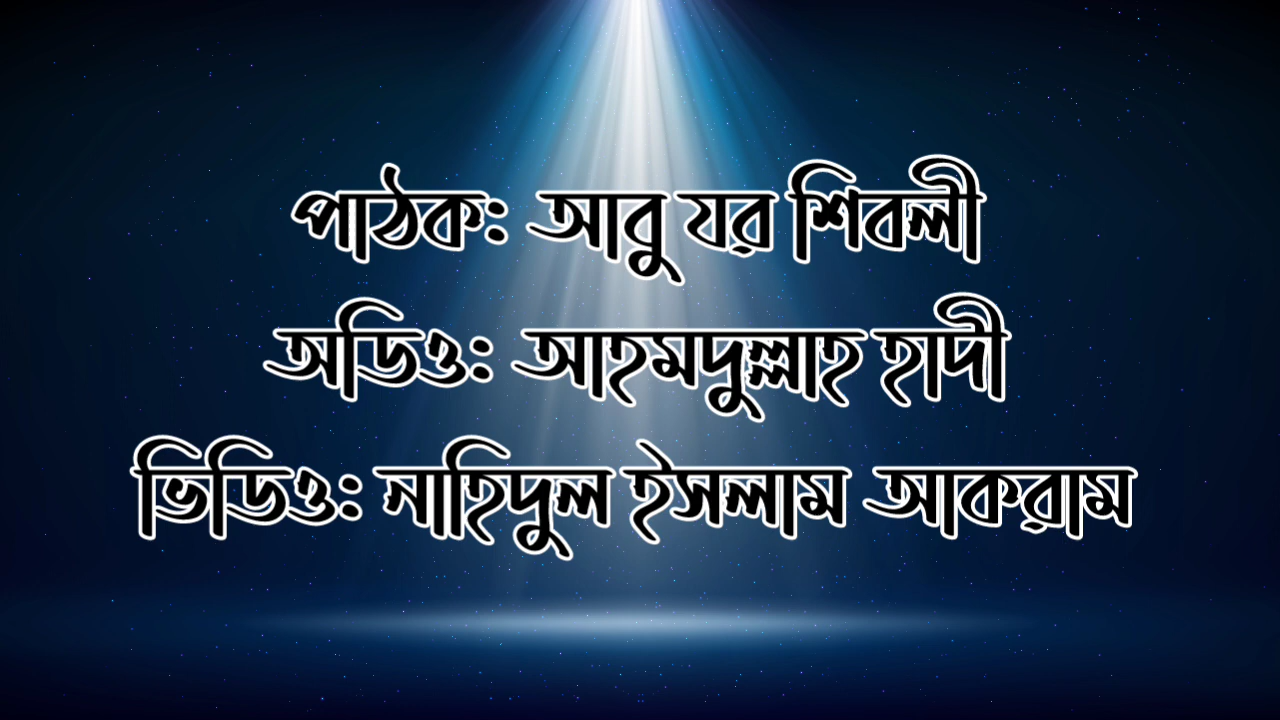 পাঠক: আবু যর শিবলী
অডিও: আহমদুল্লাহ হাদী
ভিডিও: নাহিদুল ইসলাম আকরাম